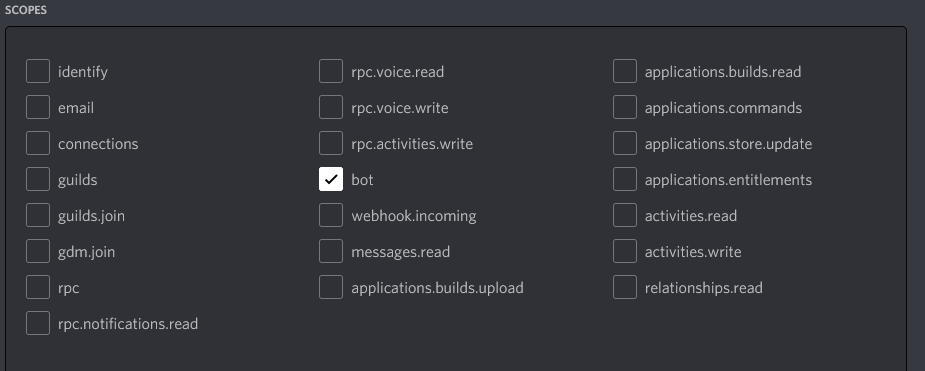 SCOPES
identify
email
connections
guilds
guilds.join
gdm.join
rpc
rpc.notifications.read
rpc.voice.read
rpc.voice.write
rpc.activities.write
bot
webhook.incoming
messages.read
applications.builds.upload
applications.builds.read
applications.commands
applications.store.update
applications.entitlements
activities.read
activities.write
relationships.read